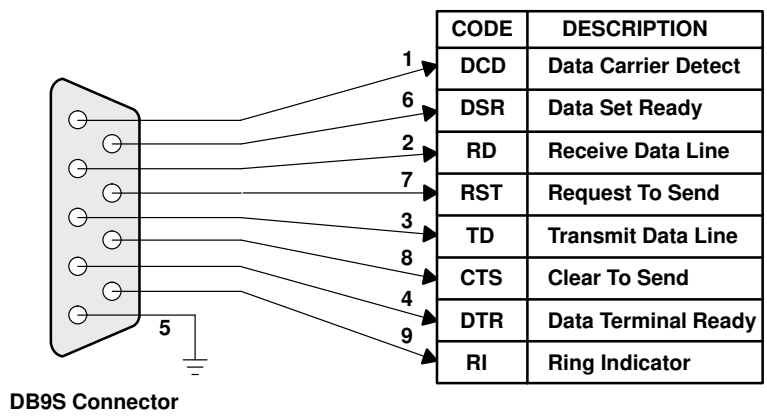 CODE DESCRIPTION
1 DCD Data Carrier Detect
6 DSR Data Set Ready
2 RD Receive Data Line
7 RST Request To Send
3 TD Transmit Data Line
8 CTS Clear To Send
4 DTR Data Terminal Ready
9 RI Ring Indicator
5
DB9S Connector